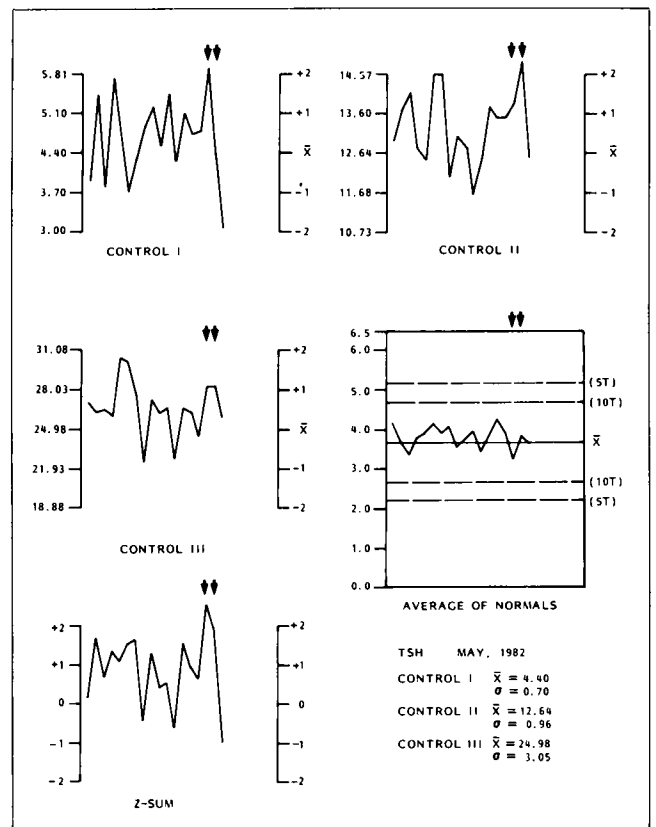 5.81
5.10
4.40
3.70
3.00
+2
+1
X̄
-1
-2
CONTROL I
14.57
13.60
12.64
11.68
10.73
+2
+1
X̄
-1
-2
CONTROL II
31.08
28.03
24.98
21.93
18.88
+2
+1
X̄
-1
-2
CONTROL III
6.5
6.0
5.0
4.0
3.0
2.0
1.0
0.0
(5T)
(10T)
X̄
(10T)
(5T)
AVERAGE OF NORMALS
+2
+1
0
-1
-2
+2
+1
0
-1
-2
Z-SUM
TSH MAY, 1982
CONTROL I X̄ = 4.40
σ = 0.70
CONTROL II X̄ = 12.64
σ = 0.96
CONTROL III X̄ = 24.98
σ = 3.05